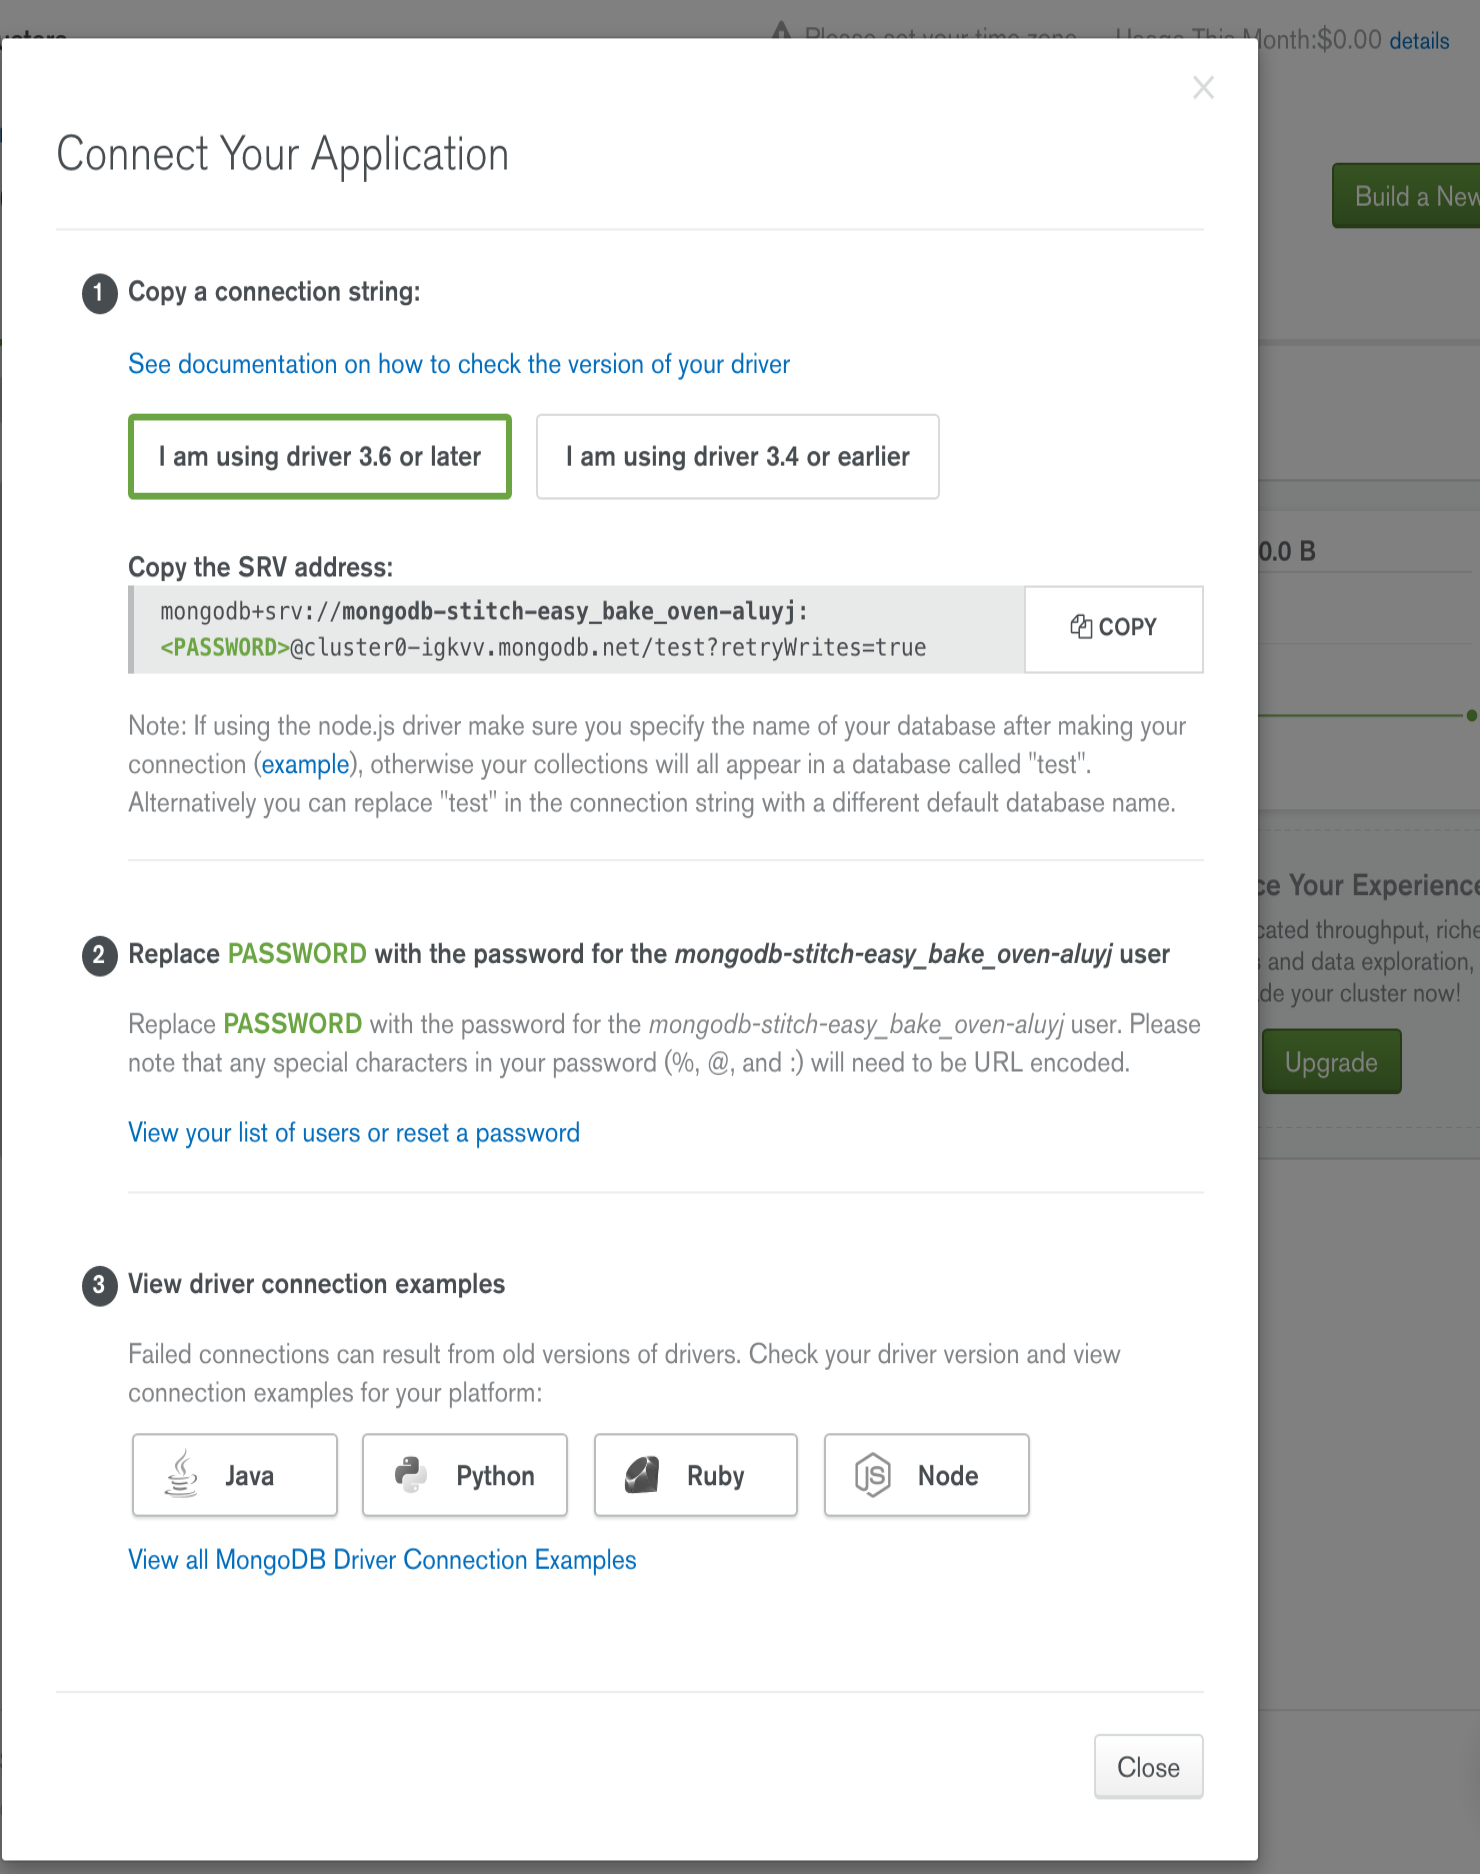 Month:$0.00 details
Build a New
Connect Your Application
1 Copy a connection string:
See documentation on how to check the version of your driver
I am using driver 3.6 or later
I am using driver 3.4 or earlier
Copy the SRV address:
mongodb+srv://mongodb-stitch-easy_bake_oven-aluyj:
<PASSWORD>@cluster0-igkvv.mongodb.net/test?retryWrites=true
COPY
0.0 B
Note: If using the node.js driver make sure you specify the name of your database after making your
connection (example), otherwise your collections will all appear in a database called "test".
Alternatively you can replace "test" in the connection string with a different default database name.
ce Your Experience
cated throughput, riche
s and data exploration,
de your cluster now!
Upgrade
2 Replace PASSWORD with the password for the mongodb-stitch-easy_bake_oven-aluyj user
Replace PASSWORD with the password for the mongodb-stitch-easy_bake_oven-aluyj user. Please
note that any special characters in your password (%, @, and :) will need to be URL encoded.
View your list of users or reset a password
3 View driver connection examples
Failed connections can result from old versions of drivers. Check your driver version and view
connection examples for your platform:
Java
Python
Ruby
JS Node
View all MongoDB Driver Connection Examples
Close